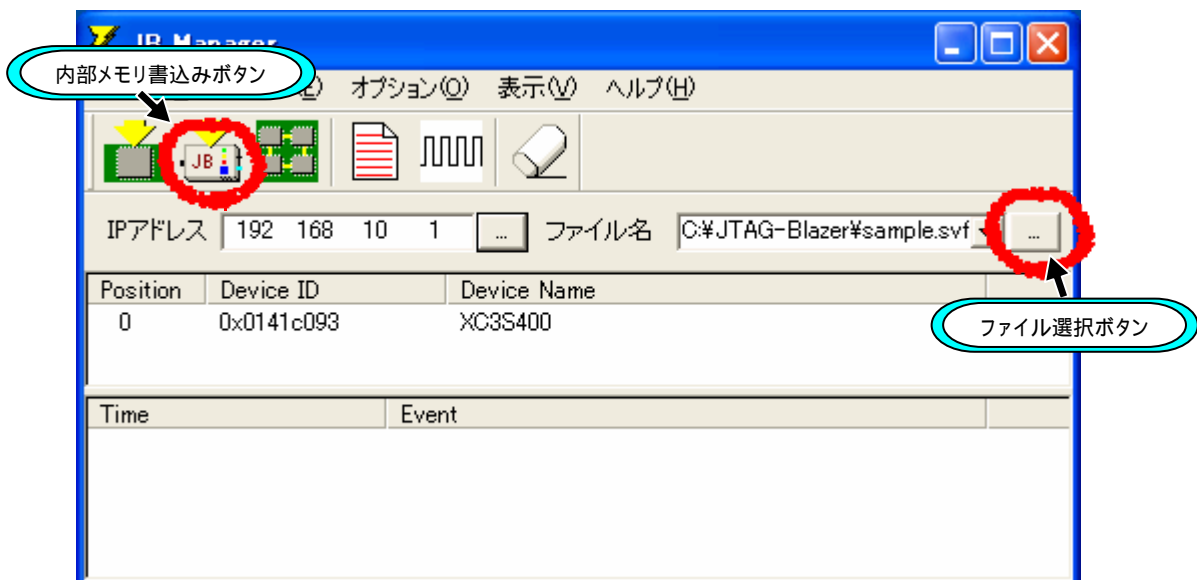 JB Manager
内部メモリ書込みボタン
(E) オプション(O) 表示(V) ヘルプ(H)
JB
IPアドレス 192 168 10 1 ... ファイル名 C:¥JTAG-Blazer¥sample.svf ...
Position Device ID Device Name
0 0x0141c093 XC3S400
ファイル選択ボタン
Time Event